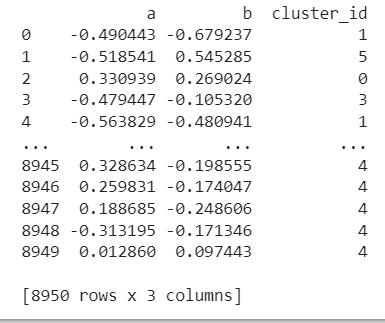 a b cluster_id
0 -0.490443 -0.679237 1
1 -0.518541 0.545285 5
2 0.330939 0.269024 0
3 -0.479447 -0.105320 3
4 -0.563829 -0.480941 1
... ... ... ...
8945 0.328634 -0.198555 4
8946 0.259831 -0.174047 4
8947 0.188685 -0.248606 4
8948 -0.313195 -0.171346 4
8949 0.012860 0.097443 4
[8950 rows x 3 columns]